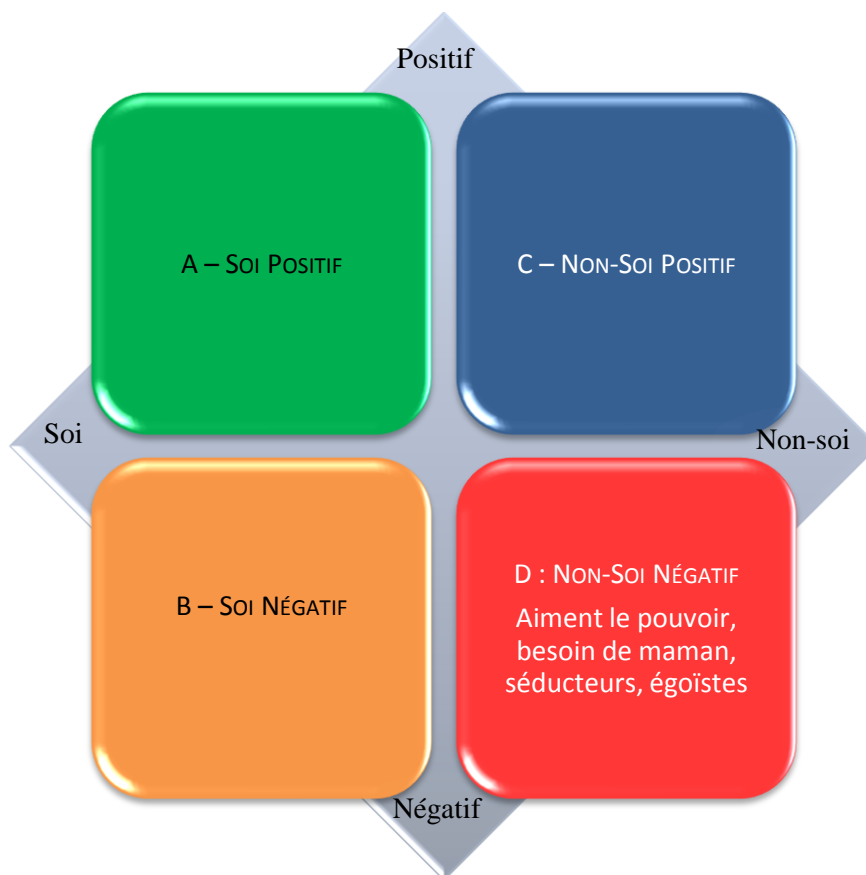 Positif
A – SOI POSITIF
C – NON-SOI POSITIF
Soi
Non-soi
B – SOI NÉGATIF
D : NON-SOI NÉGATIF
Aiment le pouvoir,
besoin de maman,
séducteurs, égoïstes
Négatif